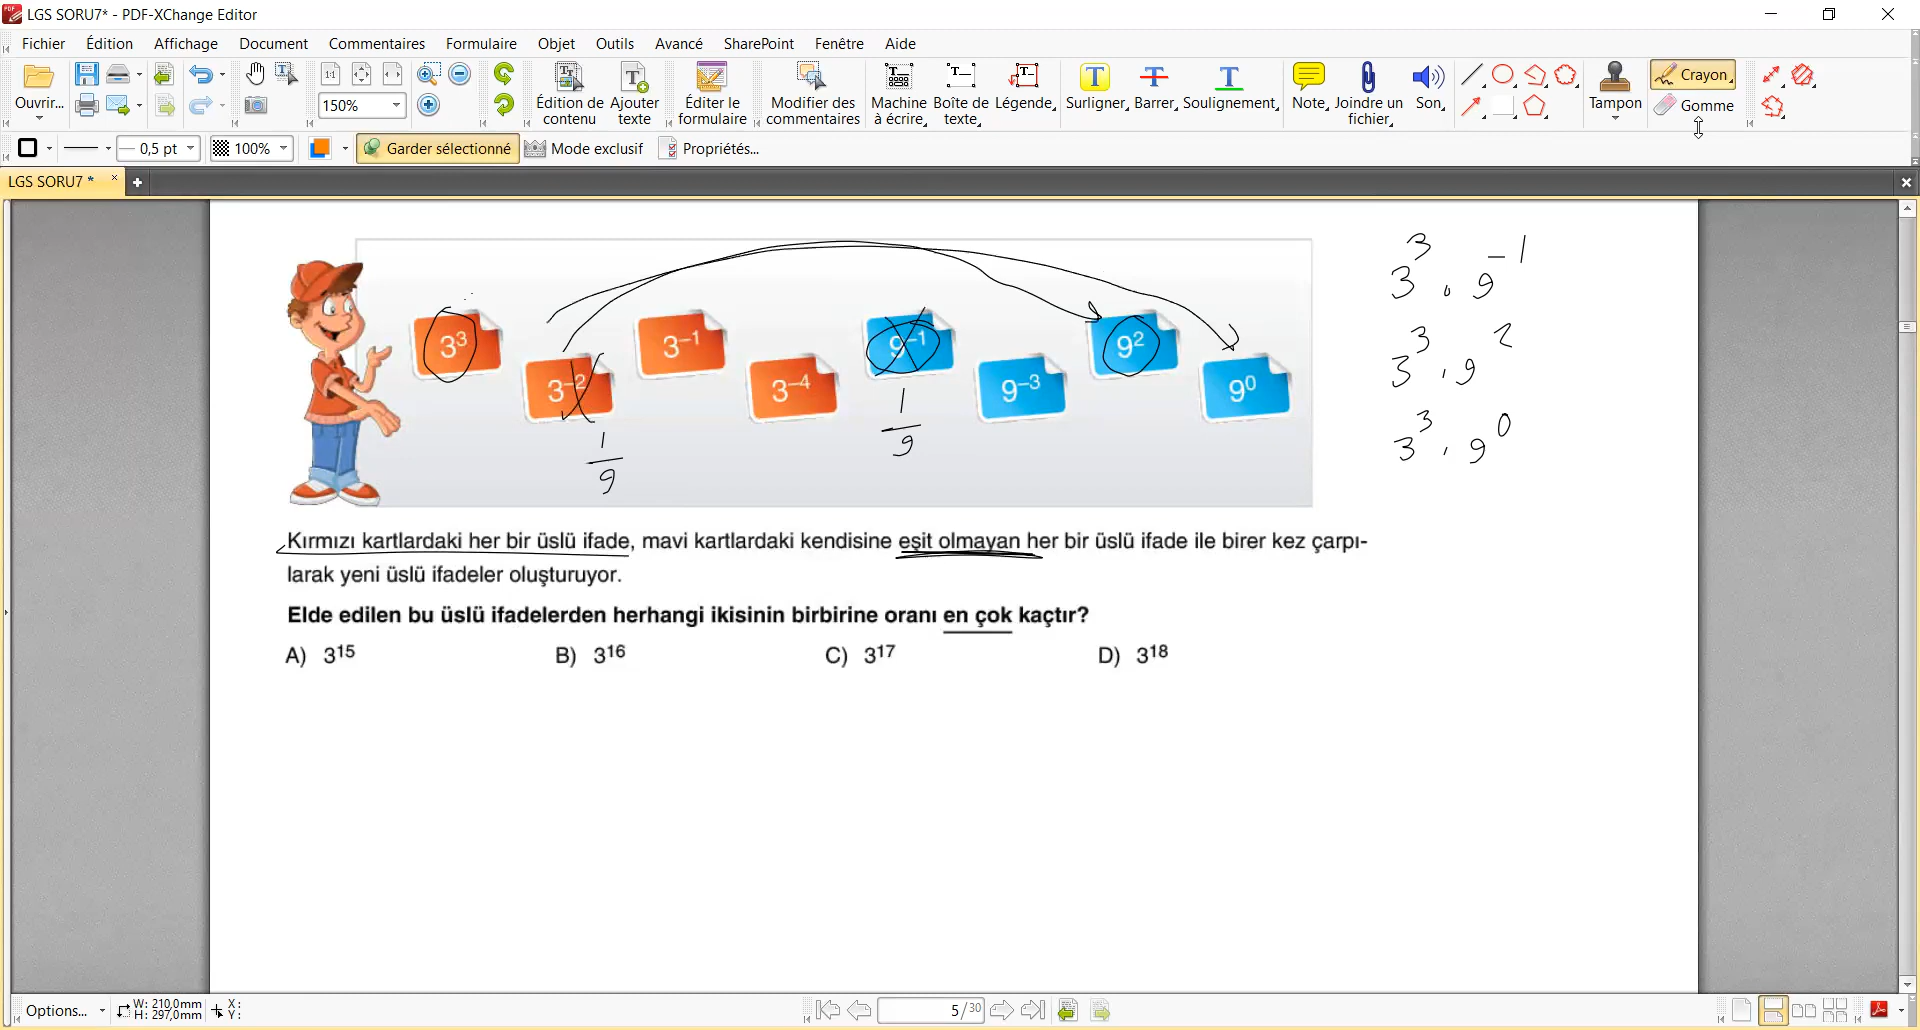 LGS SORU7* - PDF-XChange Editor
Fichier Édition Affichage Document Commentaires Formulaire Objet Outils Avancé SharePoint Fenêtre Aide
Ouvrir... 1:1 150% Édition de contenu Ajouter texte Éditer le formulaire Modifier des commentaires Machine à écrire Boîte de texte Légende Surligner Barrer Soulignement Note Joindre un fichier Son Tampon Crayon Gomme
0,5 pt 100% Garder sélectionné Mode exclusif Propriétés...
LGS SORU7 *
3³ 3⁻² 3⁻¹ 3⁻⁴ 9⁻¹ 9⁻³ 9² 9⁰
1/9 1/9
3³ . 9⁻¹
3³ . 9²
3³ . 9⁰
Kırmızı kartlardaki her bir üslü ifade, mavi kartlardaki kendisine eşit olmayan her bir üslü ifade ile birer kez çarpı-
larak yeni üslü ifadeler oluşturuyor.
Elde edilen bu üslü ifadelerden herhangi ikisinin birbirine oranı en çok kaçtır?
A) 3¹⁵ B) 3¹⁶ C) 3¹⁷ D) 3¹⁸
Options... W: 210,0mm H: 297,0mm X: Y: 5/30